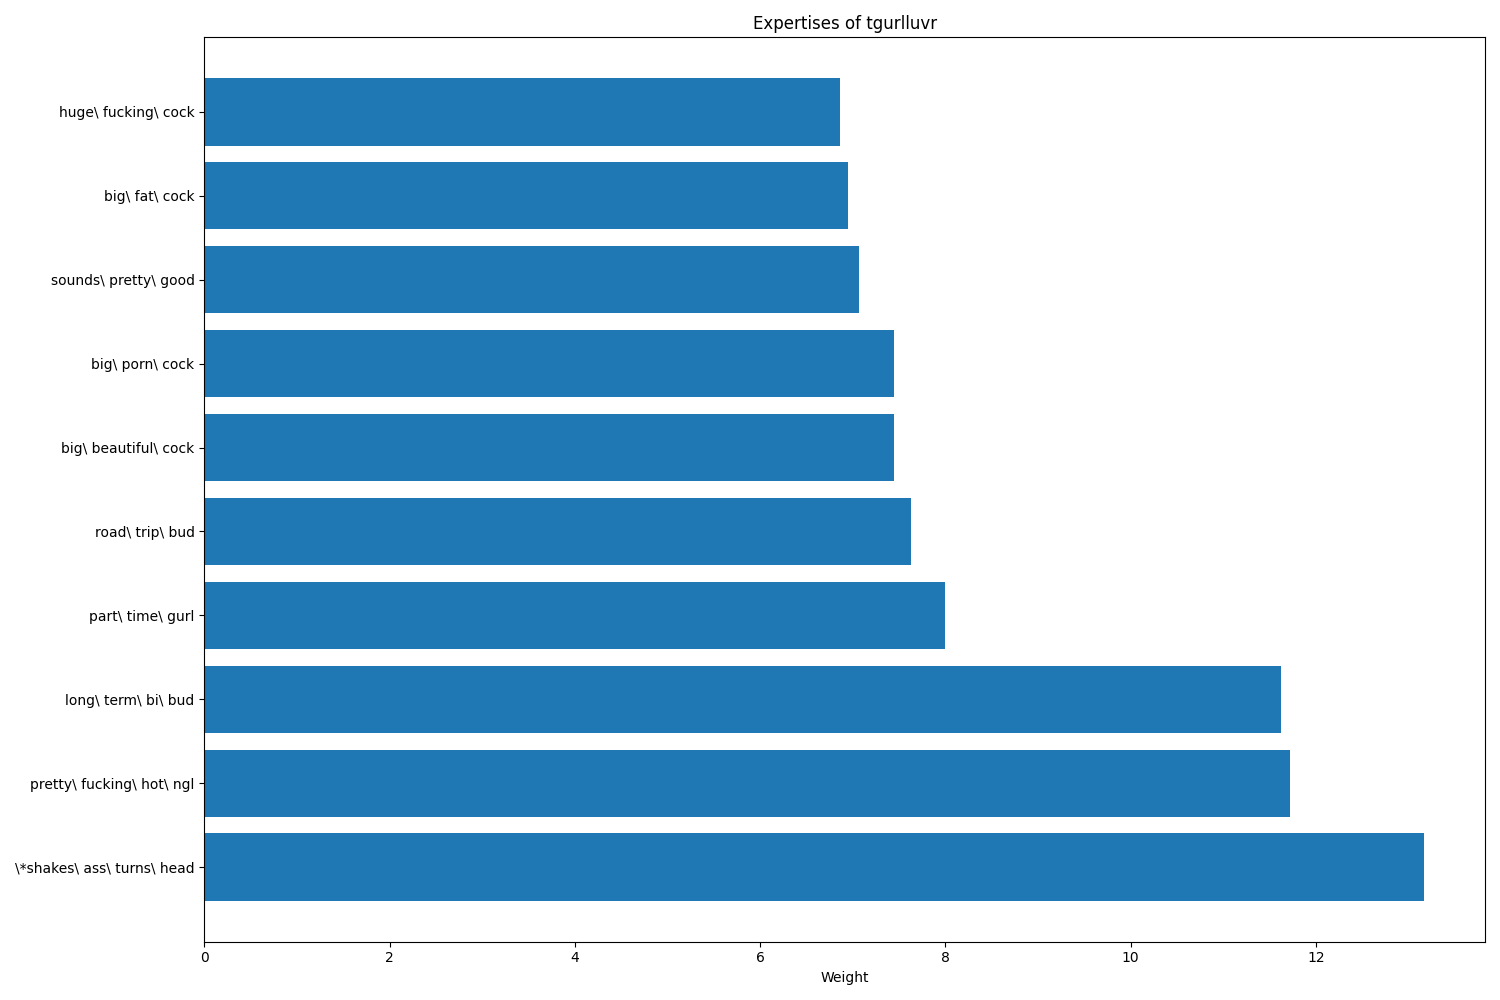 Expertises of tgurlluvr
huge\ fucking\ cock
big\ fat\ cock
sounds\ pretty\ good
big\ porn\ cock
big\ beautiful\ cock
road\ trip\ bud
part\ time\ gurl
long\ term\ bi\ bud
pretty\ fucking\ hot\ ngl
\*shakes\ ass\ turns\ head
0 2 4 6 8 10 12
Weight